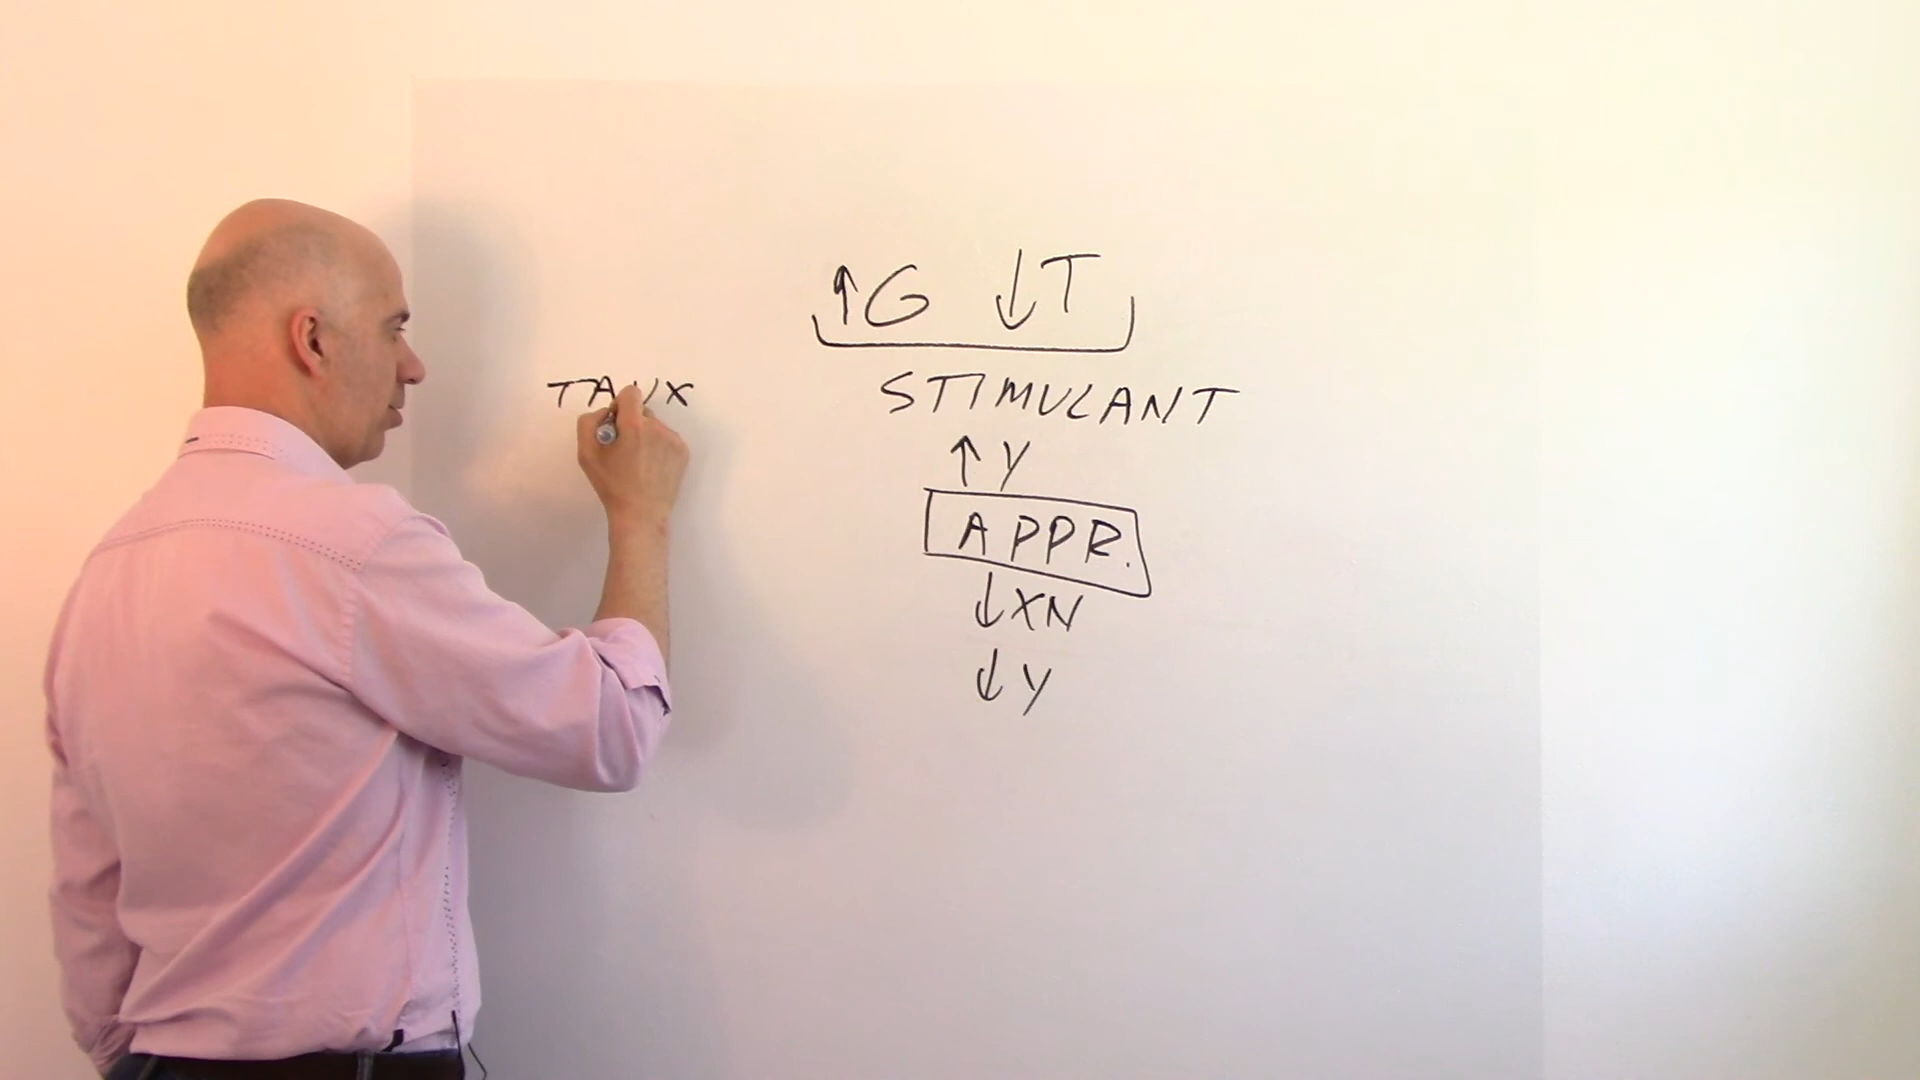 ↑G ↓T
TAUX
STIMULANT
↑Y
APPR.
↓XN
↓Y